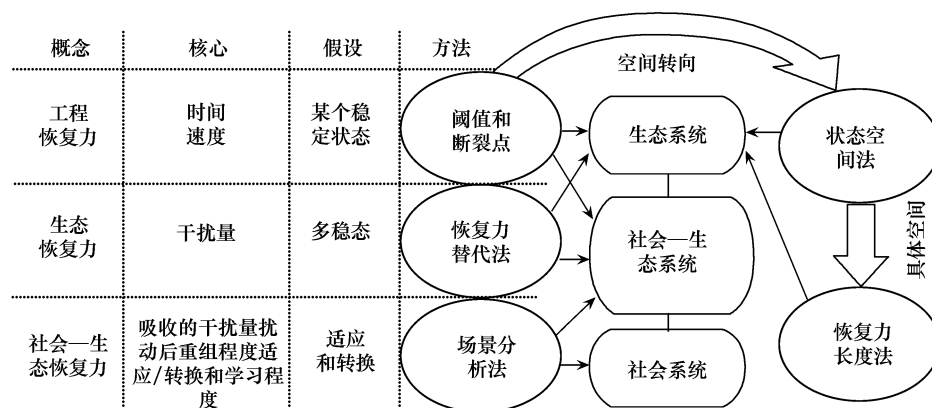 概念
核心
假设
方法
空间转向
工程
恢复力
时间
速度
某个稳
定状态
阈值和
断裂点
生态系统
状态空
间法
生态
恢复力
干扰量
多稳态
恢复力
替代法
社会—生
态系统
具体空间
社会—生
态恢复力
吸收的干扰量扰
动后重组程度适
应/转换和学习程
度
适应
和转换
场景分
析法
社会系统
恢复力
长度法